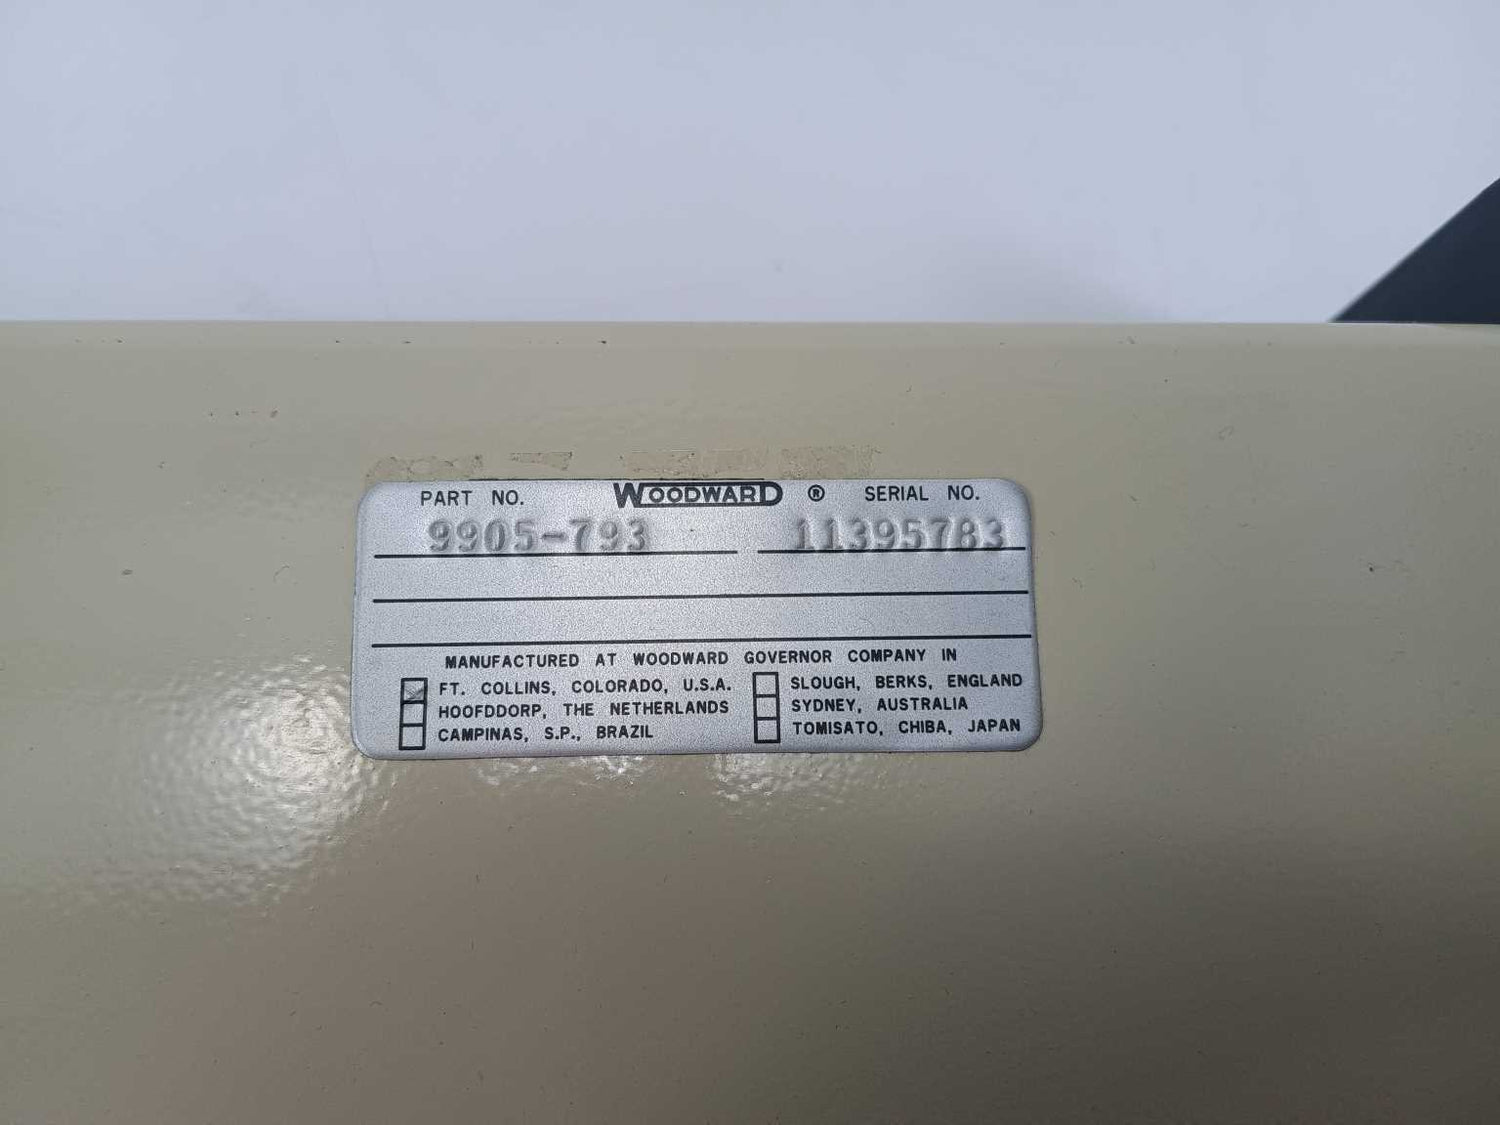 PART NO. WOODWARD ® SERIAL NO.
9905-793 11395783
MANUFACTURED AT WOODWARD GOVERNOR COMPANY IN
FT. COLLINS, COLORADO, U.S.A. SLOUGH, BERKS, ENGLAND
HOOFDDORP, THE NETHERLANDS SYDNEY, AUSTRALIA
CAMPINAS, S.P., BRAZIL TOMISATO, CHIBA, JAPAN